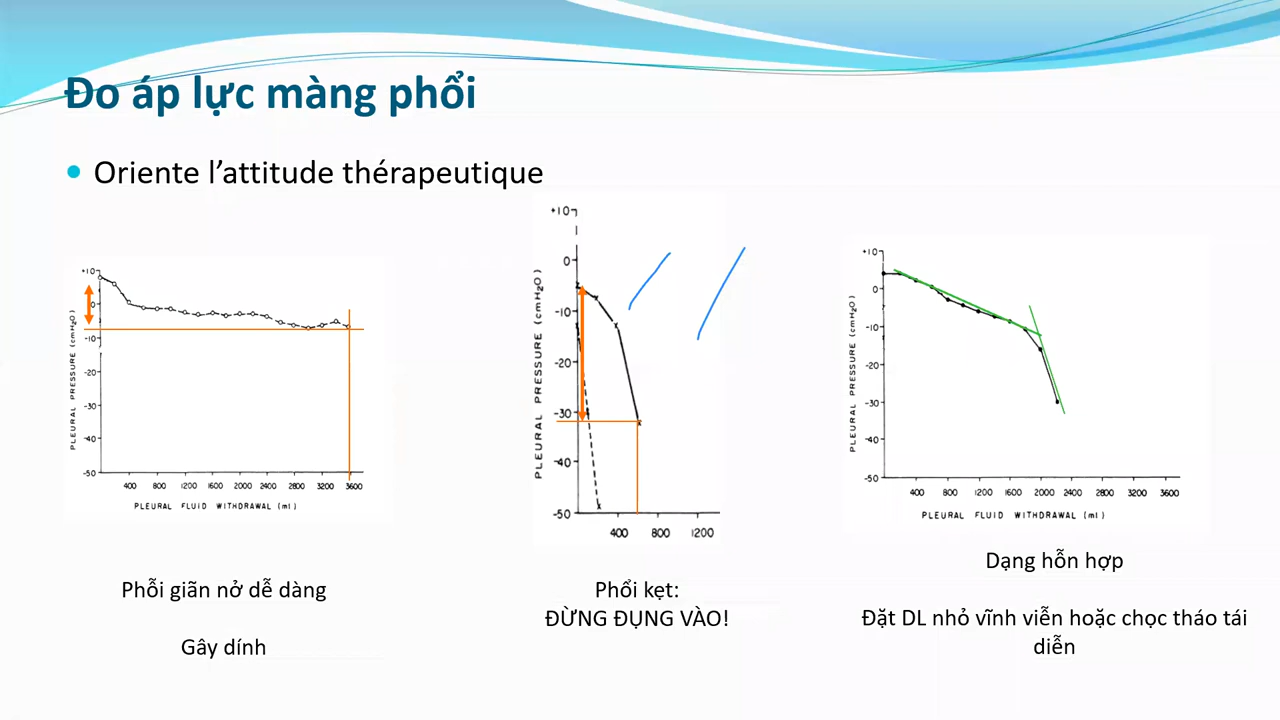 Đo áp lực màng phổi
Oriente l’attitude thérapeutique
+10
0
-10
-20
-30
-40
-50
PLEURAL PRESSURE (cmH₂O)
400 800 1200 1600 2000 2400 2800 3200 3600
PLEURAL FLUID WITHDRAWAL (ml)
+10
0
-10
-20
-30
-40
-50
PLEURAL PRESSURE (cmH₂O)
400 800 1200
+10
0
-10
-20
-30
-40
-50
PLEURAL PRESSURE (cmH₂O)
400 800 1200 1600 2000 2400 2800 3200 3600
PLEURAL FLUID WITHDRAWAL (ml)
Phỗi giãn nở dễ dàng
Gây dính
Phổi kẹt:
ĐỪNG ĐỤNG VÀO!
Dạng hỗn hợp
Đặt DL nhỏ vĩnh viễn hoặc chọc tháo tái
diễn